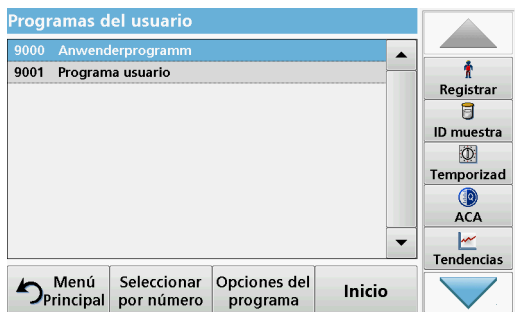 Programas del usuario
9000 Anwenderprogramm
9001 Programa usuario
Registrar
ID muestra
Temporizad
ACA
Tendencias
Menú
Principal
Seleccionar
por número
Opciones del
programa
Inicio